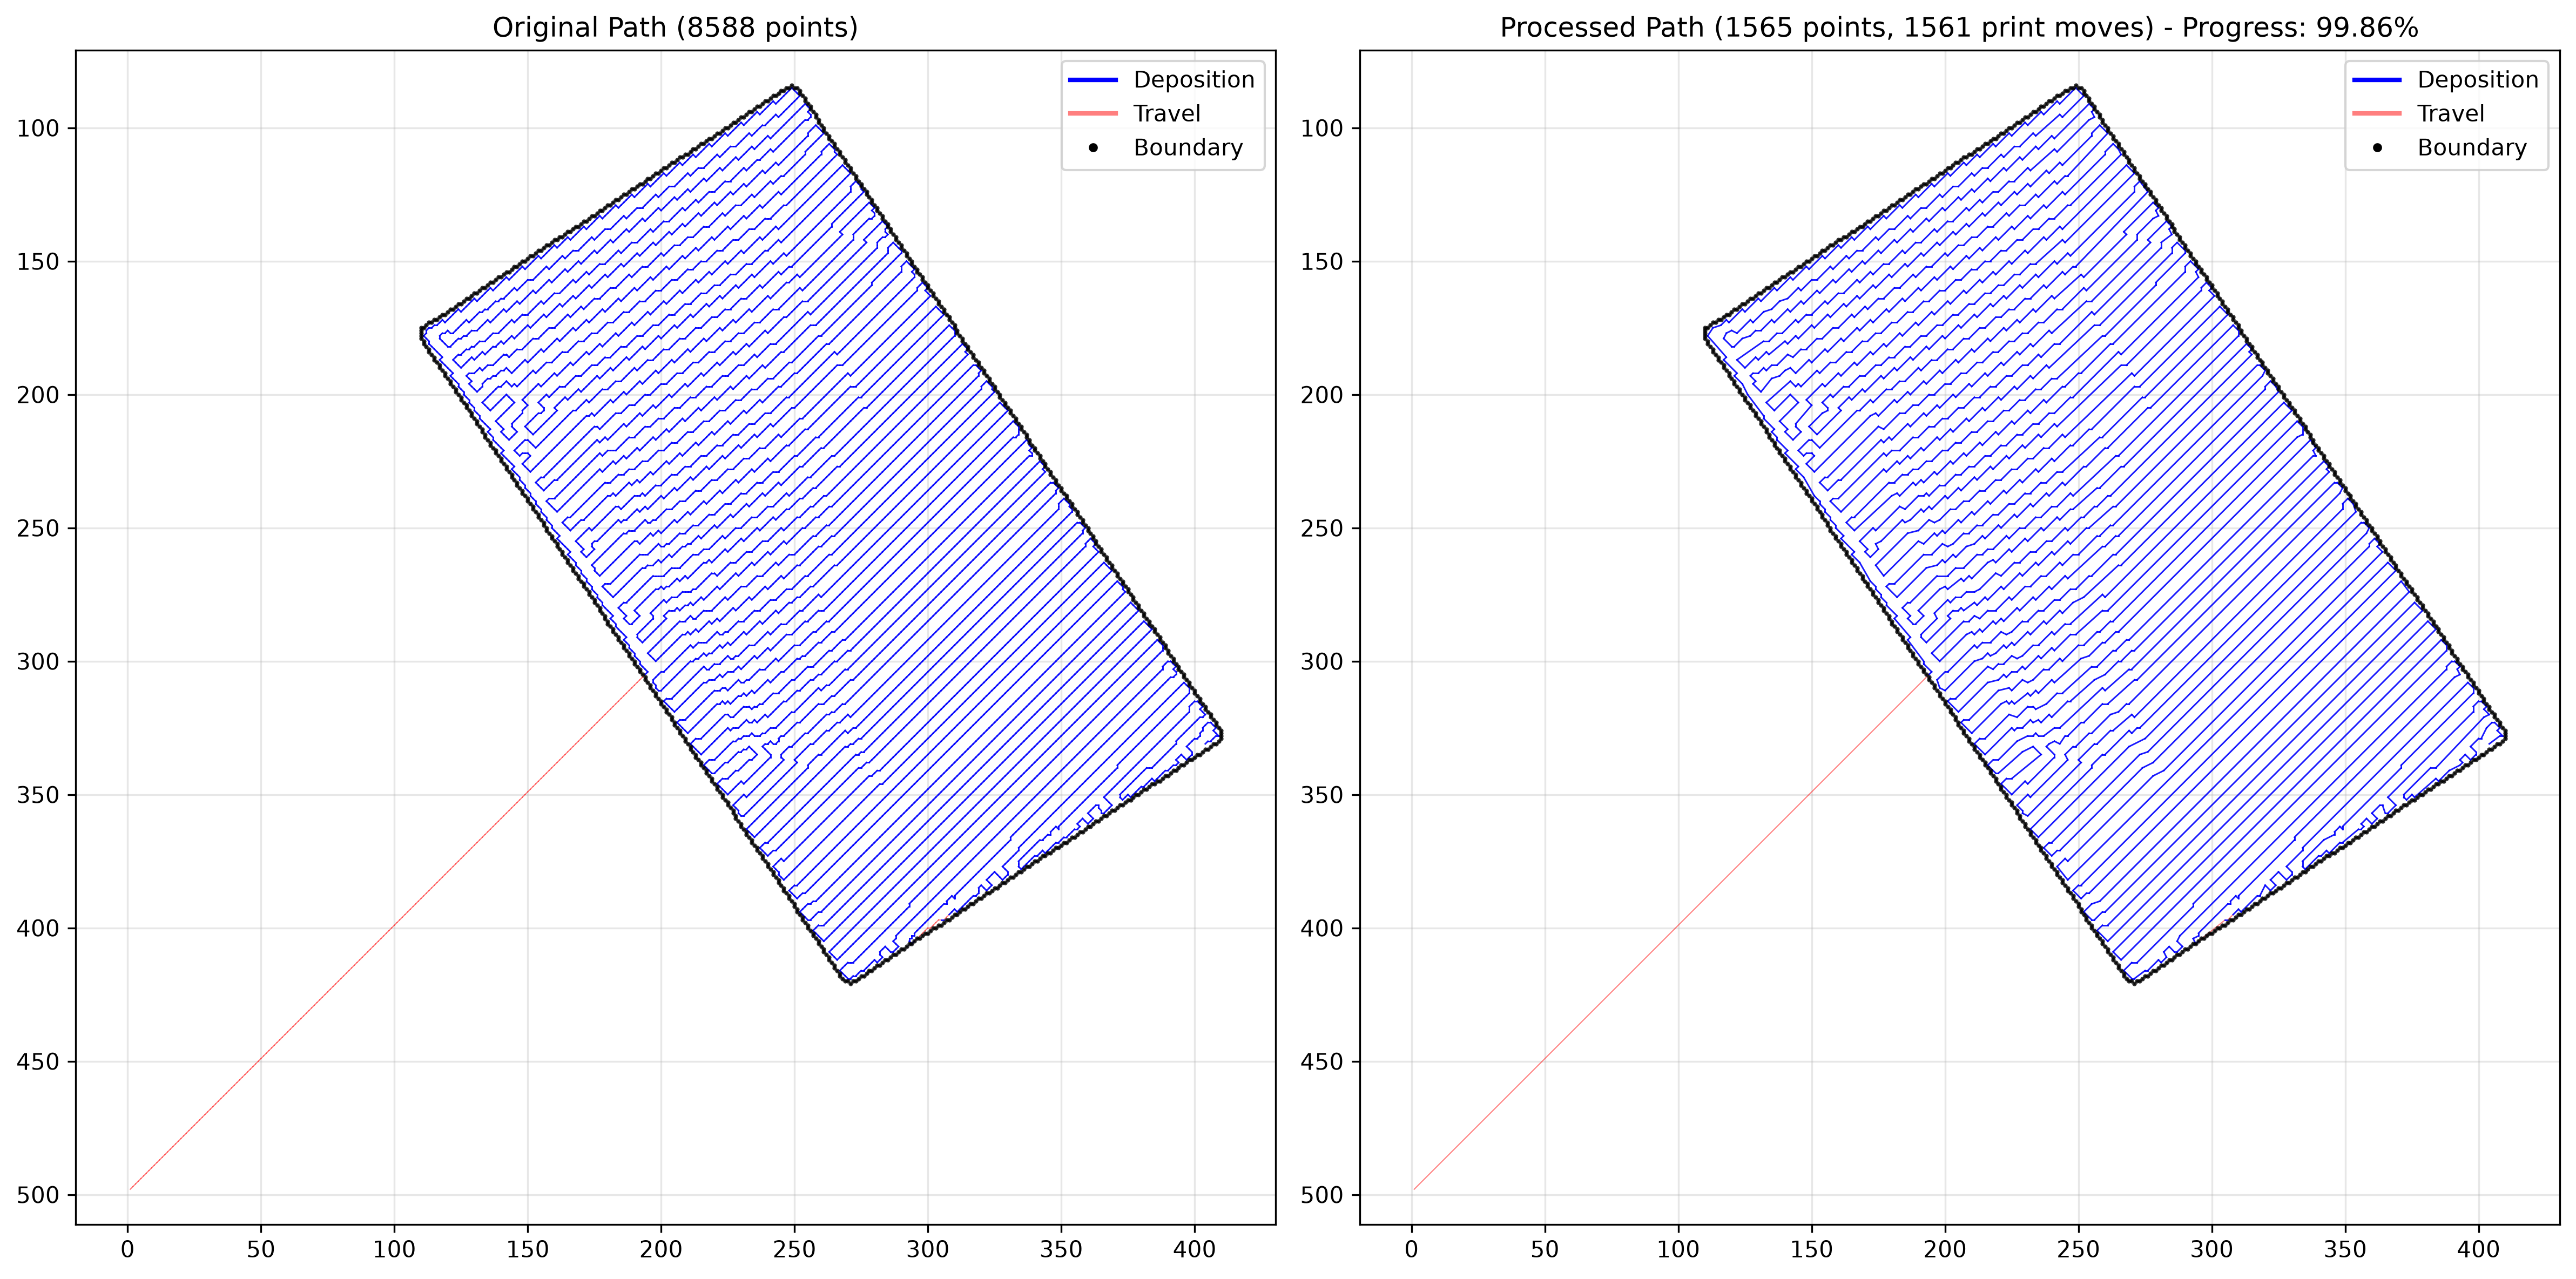 Original Path (8588 points)
Deposition
Travel
Boundary
100
150
200
250
300
350
400
450
500
0 50 100 150 200 250 300 350 400
Processed Path (1565 points, 1561 print moves) - Progress: 99.86%
Deposition
Travel
Boundary
100
150
200
250
300
350
400
450
500
0 50 100 150 200 250 300 350 400